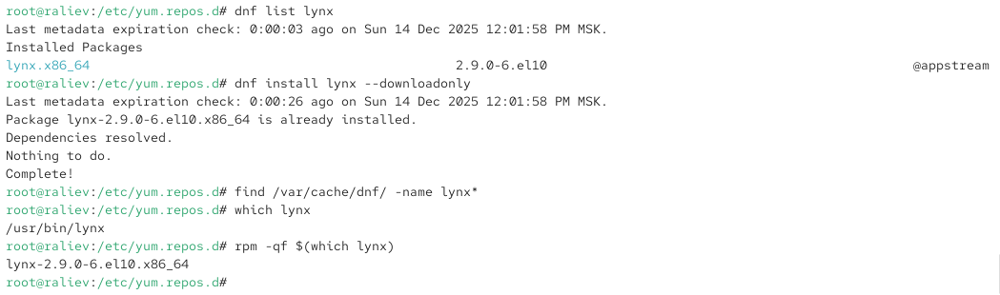 root@raliev:/etc/yum.repos.d# dnf list lynx
Last metadata expiration check: 0:00:03 ago on Sun 14 Dec 2025 12:01:58 PM MSK.
Installed Packages
lynx.x86_64 2.9.0-6.el10 @appstream
root@raliev:/etc/yum.repos.d# dnf install lynx --downloadonly
Last metadata expiration check: 0:00:26 ago on Sun 14 Dec 2025 12:01:58 PM MSK.
Package lynx-2.9.0-6.el10.x86_64 is already installed.
Dependencies resolved.
Nothing to do.
Complete!
root@raliev:/etc/yum.repos.d# find /var/cache/dnf/ -name lynx*
root@raliev:/etc/yum.repos.d# which lynx
/usr/bin/lynx
root@raliev:/etc/yum.repos.d# rpm -qf $(which lynx)
lynx-2.9.0-6.el10.x86_64
root@raliev:/etc/yum.repos.d#